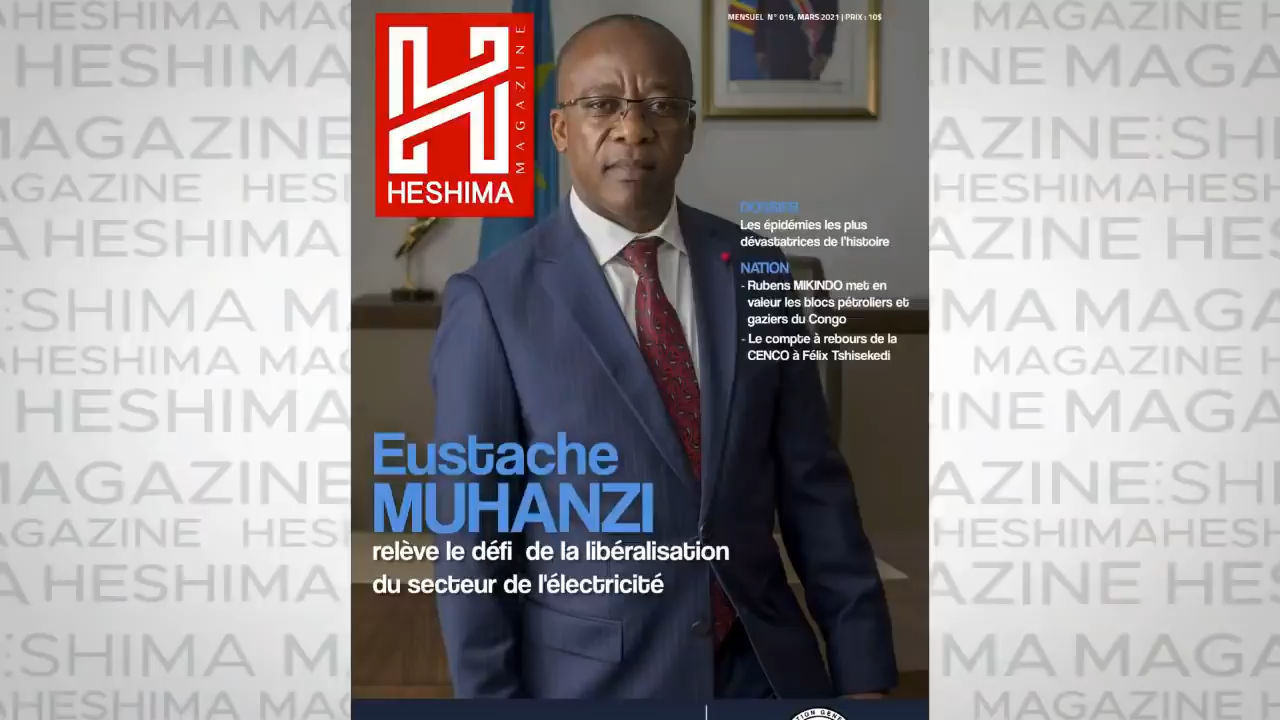 MENSUEL N° 019, MARS 2021 | PRIX : 10$
MAGAZINE
HESHIMA
DOSSIER
Les épidémies les plus
dévastatrices de l'histoire
NATION
- Rubens MIKINDO met en
valeur les blocs pétroliers et
gaziers du Congo
- Le compte à rebours de la
CENCO à Félix Tshisekedi
Eustache
MUHANZI
relève le défi de la libéralisation
du secteur de l'électricité
HESHIMA MAGAZINE